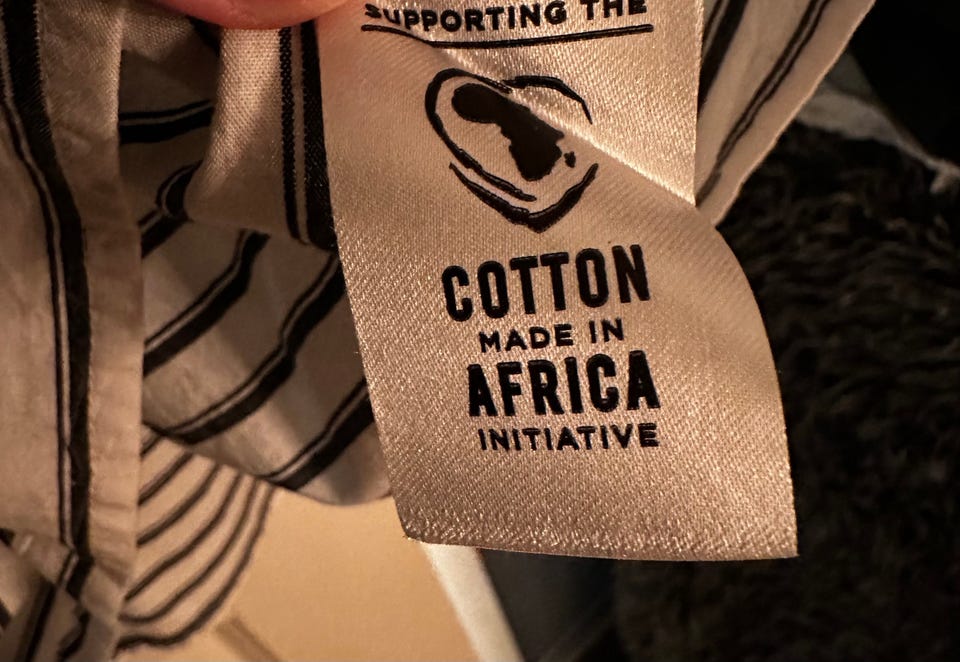 SUPPORTING THE
COTTON
MADE IN
AFRICA
INITIATIVE